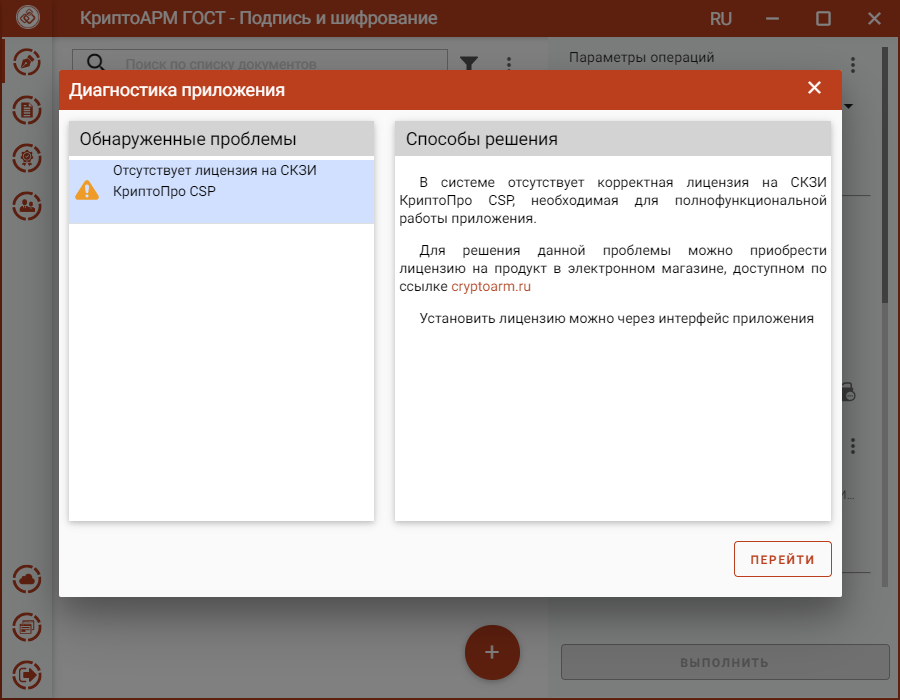 КриптоАРМ ГОСТ - Подпись и шифрование
RU
Поиск по списку документов
Параметры операций
Диагностика приложения
Обнаруженные проблемы
Отсутствует лицензия на СКЗИ
КриптоПро CSP
Способы решения
В системе отсутствует корректная лицензия на СКЗИ
КриптоПро CSP, необходимая для полнофункциональной
работы приложения.
Для решения данной проблемы можно приобрести
лицензию на продукт в электронном магазине, доступном по
ссылке cryptoarm.ru
Установить лицензию можно через интерфейс приложения
ПЕРЕЙТИ
ВЫПОЛНИТЬ